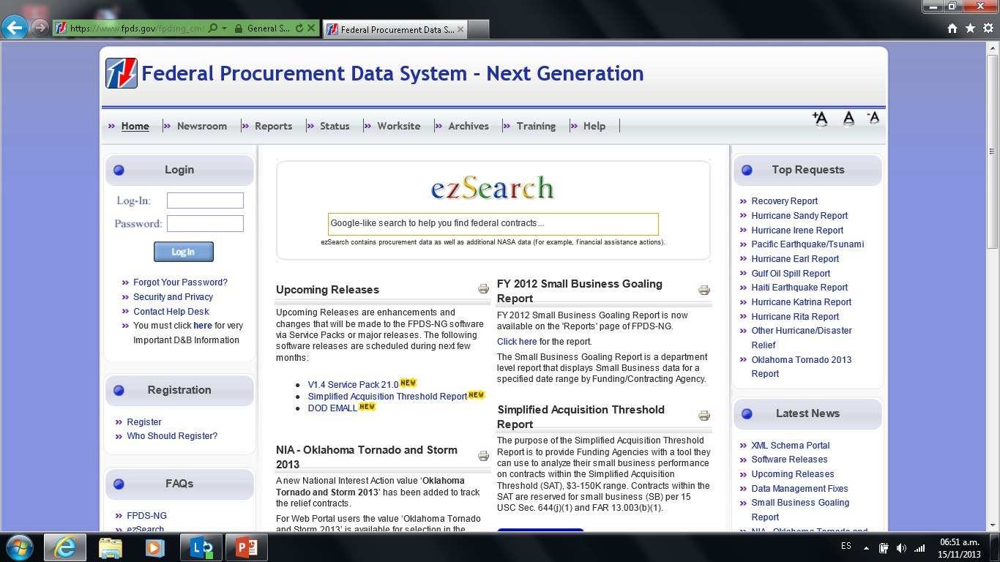 https://www.fpds.gov/fpdsng_cms
General S...
Federal Procurement Data S...
Federal Procurement Data System - Next Generation
Home
Newsroom
Reports
Status
Worksite
Archives
Training
Help
+A
A
-A
Login
Log-In:
Password:
Log In
Forgot Your Password?
Security and Privacy
Contact Help Desk
You must click here for very
Important D&B Information
Registration
Register
Who Should Register?
FAQs
FPDS-NG
ezSearch
ezSearch
Google-like search to help you find federal contracts...
ezSearch contains procurement data as well as additional NASA data (for example, financial assistance actions).
Upcoming Releases
Upcoming Releases are enhancements and
changes that will be made to the FPDS-NG software
via Service Packs or major releases. The following
software releases are scheduled during next few
months:
V1.4 Service Pack 21.0 NEW
Simplified Acquisition Threshold Report NEW
DOD EMALL NEW
NIA - Oklahoma Tornado and Storm
2013
A new National Interest Action value ‘Oklahoma
Tornado and Storm 2013’ has been added to track
the relief contracts.
For Web Portal users the value ‘Oklahoma Tornado
and Storm 2013’ is available for selection in the
FY 2012 Small Business Goaling
Report
FY 2012 Small Business Goaling Report is now
available on the 'Reports' page of FPDS-NG.
Click here for the report.
The Small Business Goaling Report is a department
level report that displays Small Business data for a
specified date range by Funding/Contracting Agency.
Simplified Acquisition Threshold
Report
The purpose of the Simplified Acquisition Threshold
Report is to provide Funding Agencies with a tool they
can use to analyze their small business performance
on contracts within the Simplified Acquisition
Threshold (SAT), $3-150K range. Contracts within the
SAT are reserved for small business (SB) per 15
USC Sec. 644(j)(1) and FAR 13.003(b)(1).
Top Requests
Recovery Report
Hurricane Sandy Report
Hurricane Irene Report
Pacific Earthquake/Tsunami
Hurricane Earl Report
Gulf Oil Spill Report
Haiti Earthquake Report
Hurricane Katrina Report
Hurricane Rita Report
Other Hurricane/Disaster
Relief
Oklahoma Tornado 2013
Report
Latest News
XML Schema Portal
Software Releases
Upcoming Releases
Data Management Fixes
Small Business Goaling
Report
NIA - Oklahoma Tornado and
ES
06:51 a.m.
15/11/2013